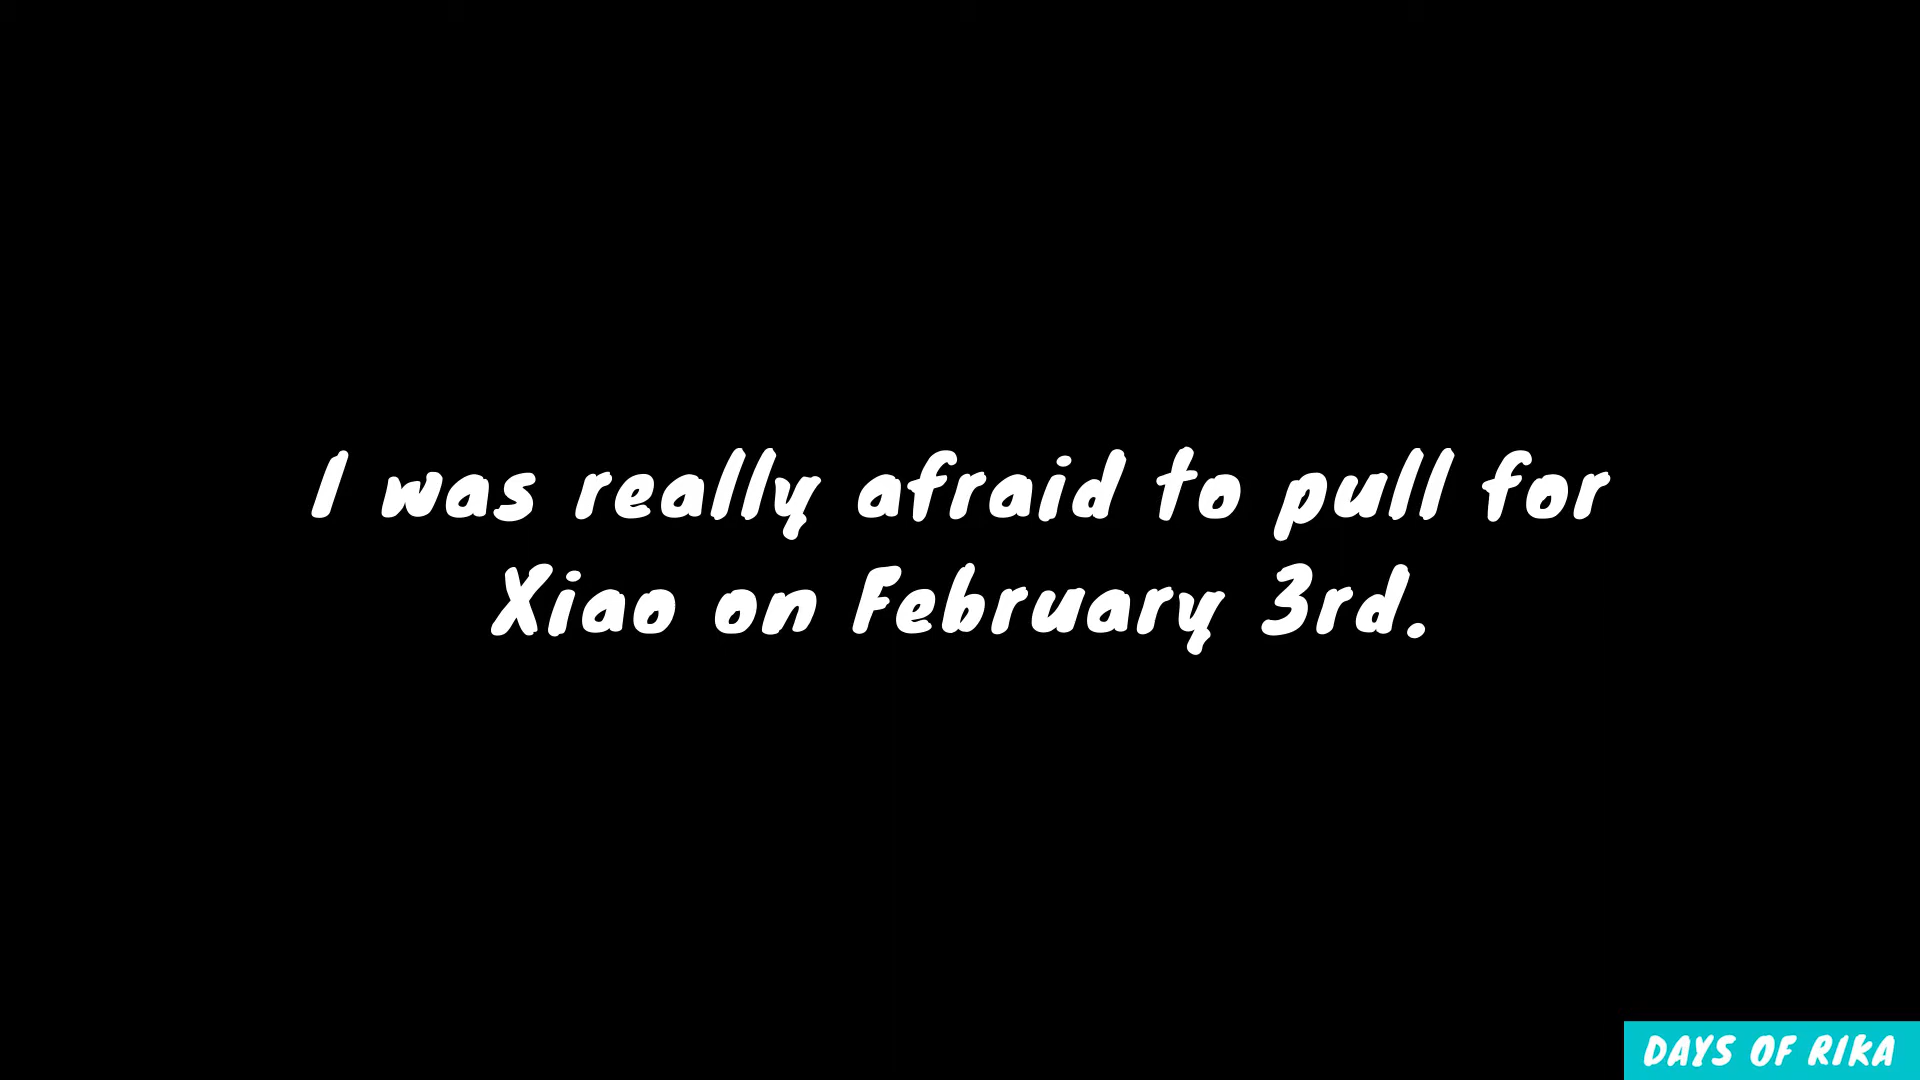 I was really afraid to pull for
Xiao on February 3rd.
DAYS OF RIKA